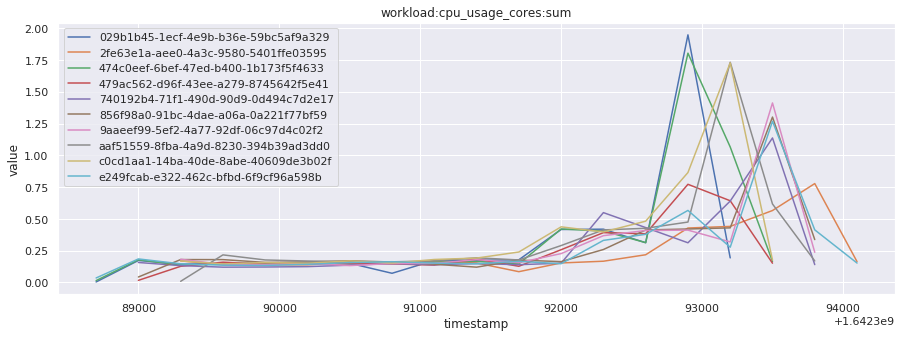 workload:cpu_usage_cores:sum
029b1b45-1ecf-4e9b-b36e-59bc5af9a329
2fe63e1a-aee0-4a3c-9580-5401ffe03595
474c0eef-6bef-47ed-b400-1b173f5f4633
479ac562-d96f-43ee-a279-8745642f5e41
740192b4-71f1-490d-90d9-0d494c7d2e17
856f98a0-91bc-4dae-a06a-0a221f77bf59
9aaeef99-5ef2-4a77-92df-06c97d4c02f2
aaf51559-8fba-4a9d-8230-394b39ad3dd0
c0cd1aa1-14ba-40de-8abe-40609de3b02f
e249fcab-e322-462c-bfbd-6f9cf96a598b
value
2.00
1.75
1.50
1.25
1.00
0.75
0.50
0.25
0.00
89000 90000 91000 92000 93000 94000
timestamp
+1.6423e9